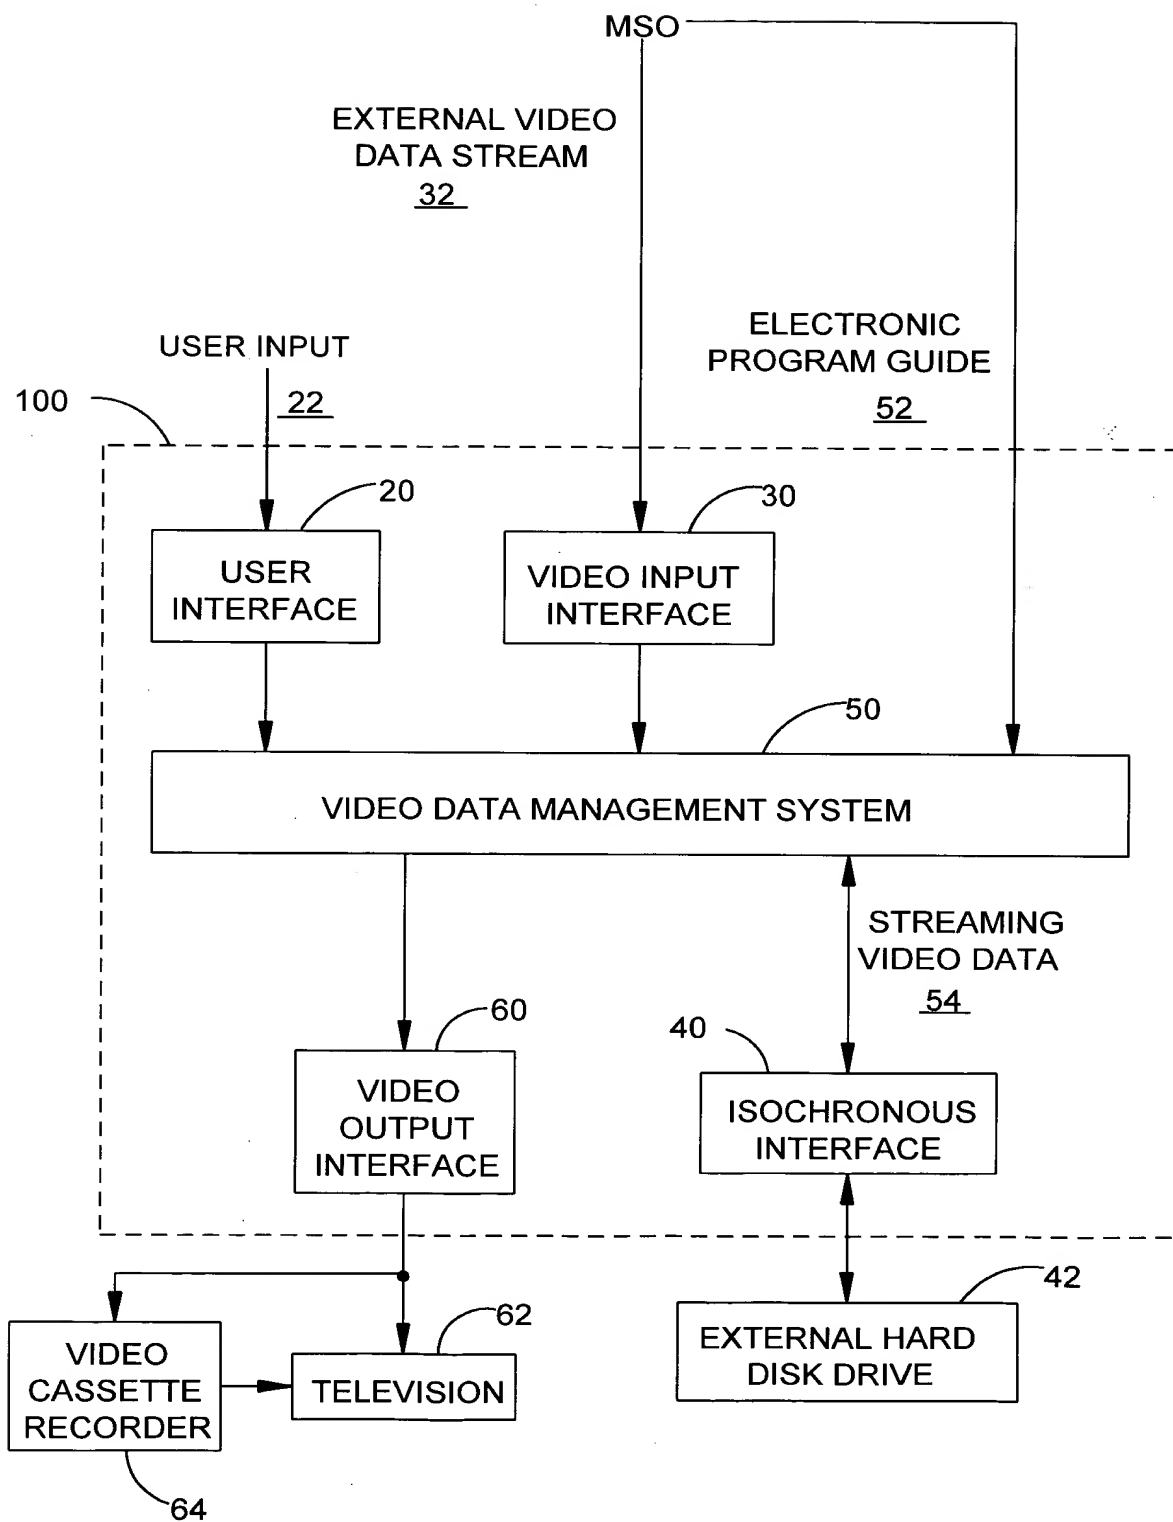 MSO
EXTERNAL VIDEO
DATA STREAM
32
ELECTRONIC
PROGRAM GUIDE
52
USER INPUT
22
100
20
30
USER
INTERFACE
VIDEO INPUT
INTERFACE
50
VIDEO DATA MANAGEMENT SYSTEM
STREAMING
VIDEO DATA
54
60
40
VIDEO
OUTPUT
INTERFACE
ISOCHRONOUS
INTERFACE
62
42
VIDEO
CASSETTE
RECORDER
TELEVISION
EXTERNAL HARD
DISK DRIVE
64